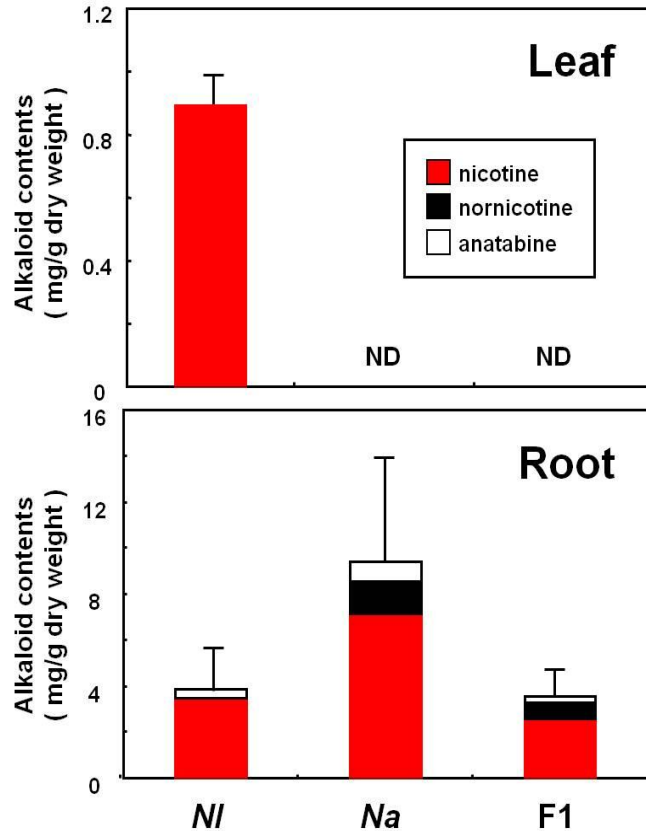 Leaf
Alkaloid contents
( mg/g dry weight )
1.2
0.8
0.4
0
nicotine
nornicotine
anatabine
ND
ND
Root
Alkaloid contents
( mg/g dry weight )
16
12
8
4
0
Nl
Na
F1